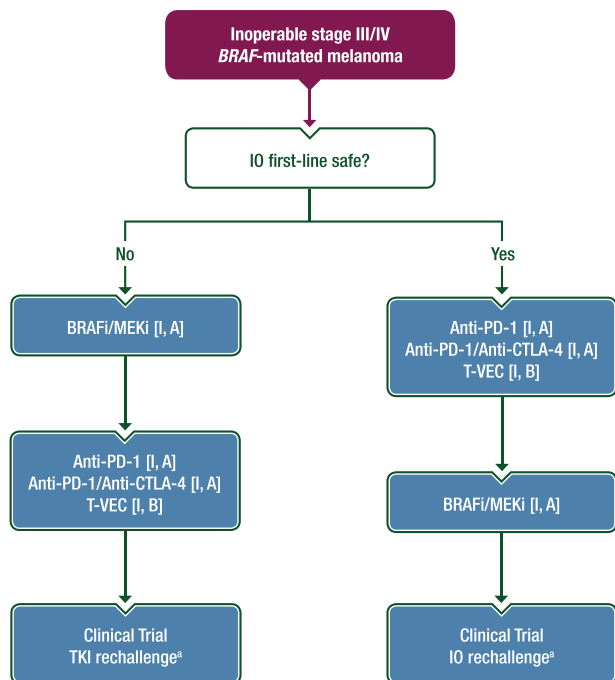 Inoperable stage III/IV
BRAF-mutated melanoma
IO first-line safe?
No
Yes
BRAFi/MEKi [I, A]
Anti-PD-1 [I, A]
Anti-PD-1/Anti-CTLA-4 [I, A]
T-VEC [I, B]
Anti-PD-1 [I, A]
Anti-PD-1/Anti-CTLA-4 [I, A]
T-VEC [I, B]
BRAFi/MEKi [I, A]
Clinical Trial
TKI rechallengeᵃ
Clinical Trial
IO rechallengeᵃ